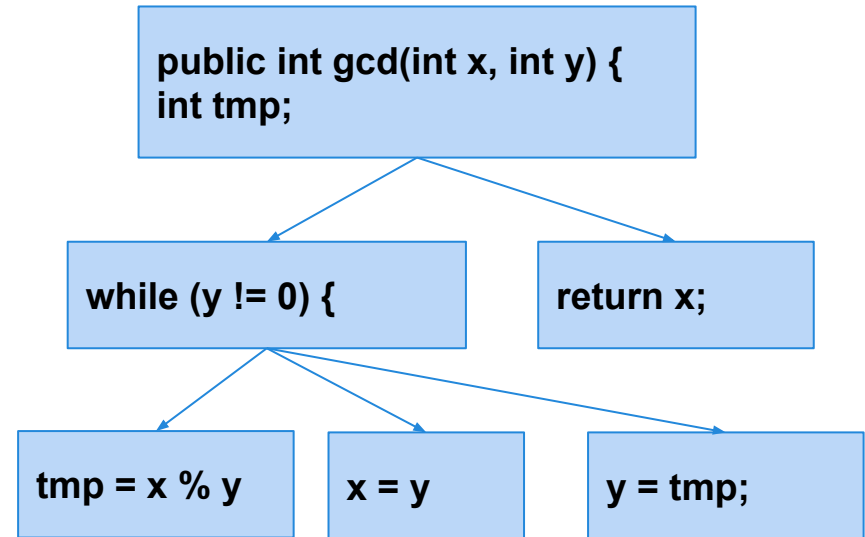 public int gcd(int x, int y) {
int tmp;
while (y != 0) {
return x;
tmp = x % y
x = y
y = tmp;